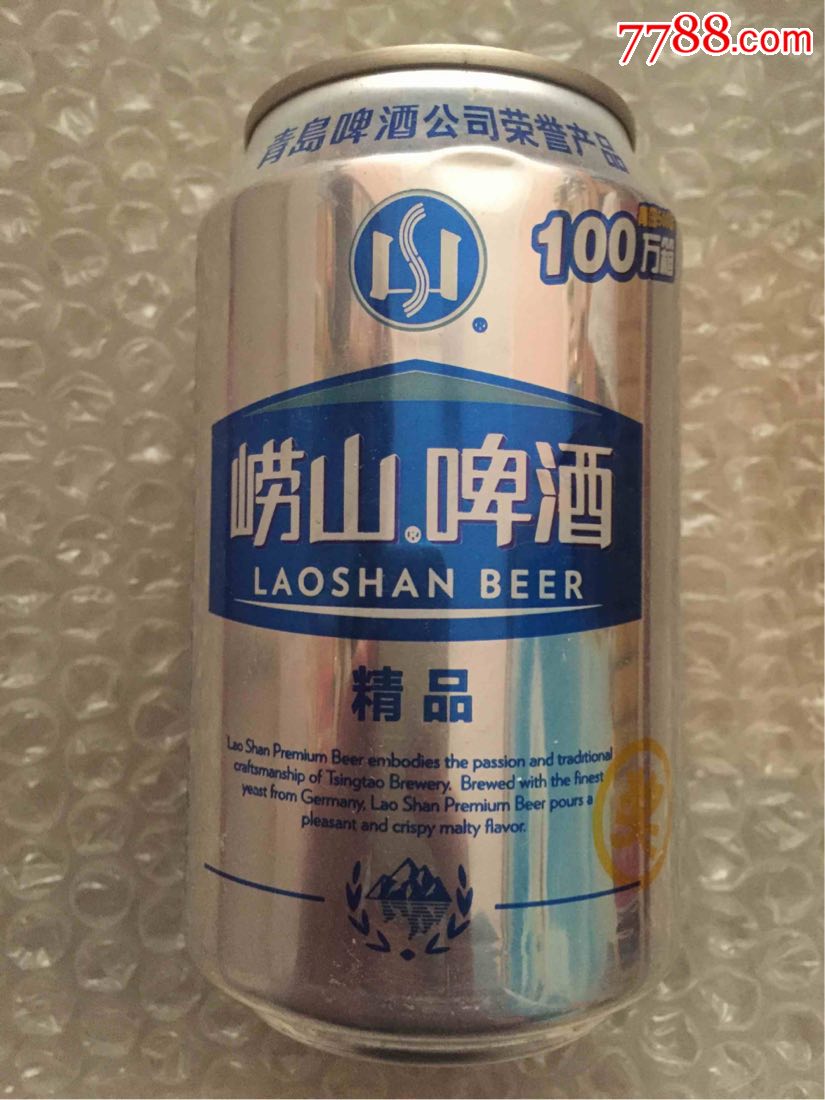 7788.com
青島啤酒公司荣誉产品
100万箱
®
崂山®啤酒
LAOSHAN BEER
精品
Lao Shan Premium Beer embodies the passion and traditional
craftsmanship of Tsingtao Brewery. Brewed with the finest
yeast from Germany, Lao Shan Premium Beer pours a
pleasant and crispy malty flavor.